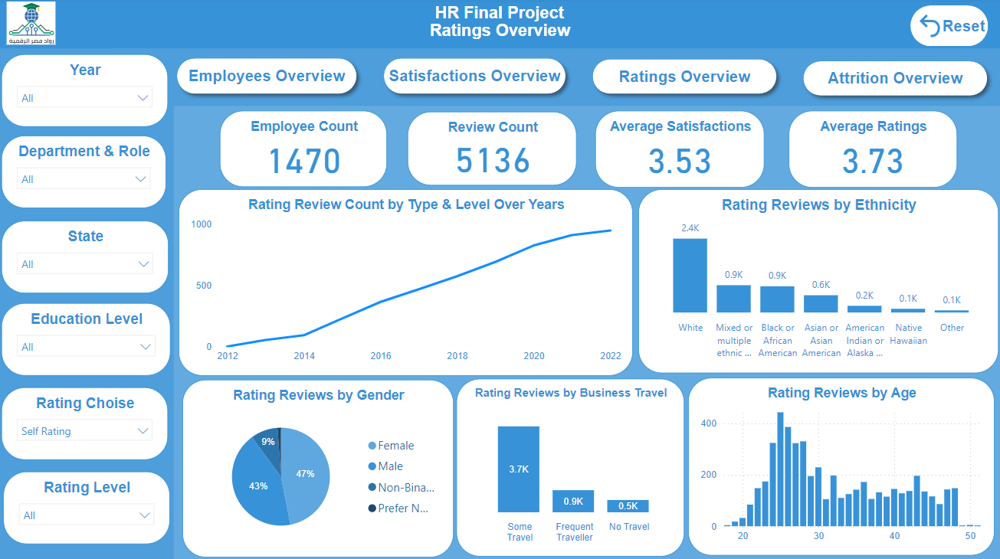 رواد مصر الرقمية
HR Final Project
Ratings Overview
Reset
Year
All
Department & Role
All
State
All
Education Level
All
Rating Choise
Self Rating
Rating Level
All
Employees Overview
Satisfactions Overview
Ratings Overview
Attrition Overview
Employee Count
1470
Review Count
5136
Average Satisfactions
3.53
Average Ratings
3.73
Rating Review Count by Type & Level Over Years
1000
500
0
2012 2014 2016 2018 2020 2022
Rating Reviews by Ethnicity
2.4K
0.9K
0.9K
0.6K
0.2K
0.1K
0.1K
White
Mixed or
multiple
ethnic ...
Black or
African
American
Asian or
Asian
American
American
Indian or
Alaska ...
Native
Hawaiian
Other
Rating Reviews by Gender
47%
43%
9%
Female
Male
Non-Bina...
Prefer N...
Rating Reviews by Business Travel
3.7K
0.9K
0.5K
Some
Travel
Frequent
Traveller
No Travel
Rating Reviews by Age
400
200
0
20 30 40 50